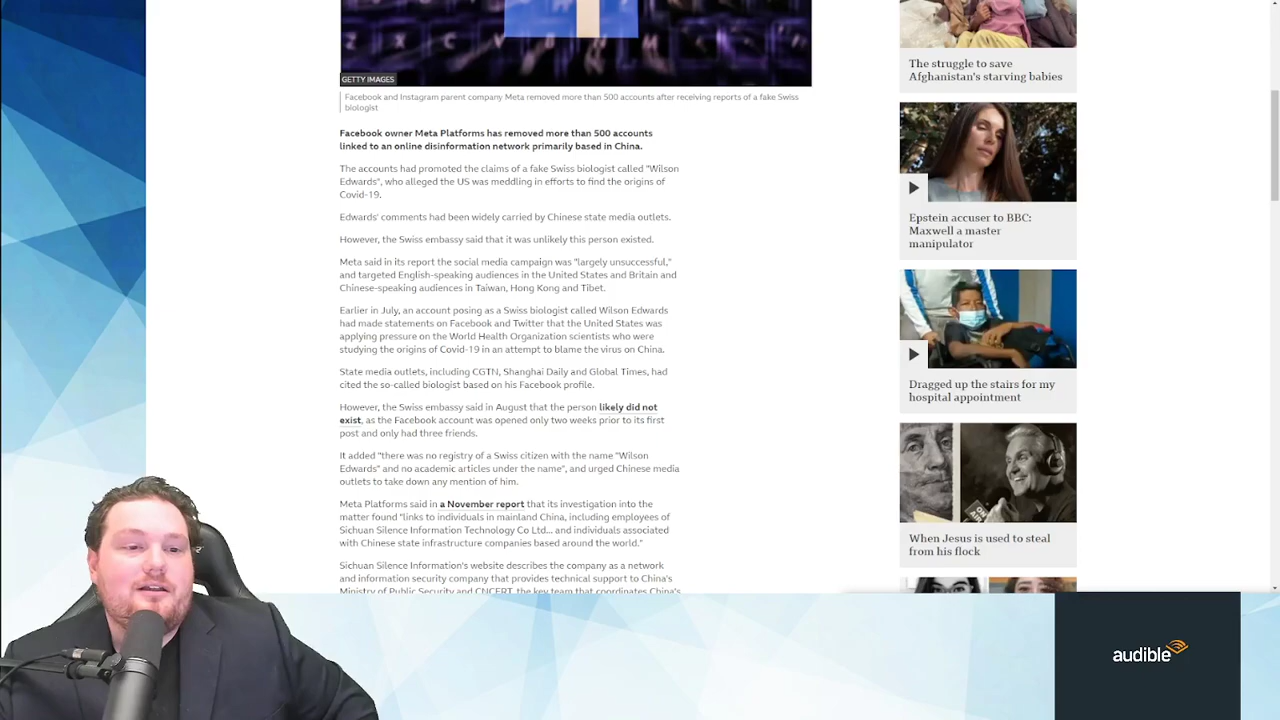 GETTY IMAGES
Facebook and Instagram parent company Meta removed more than 500 accounts after receiving reports of a fake Swiss
biologist
Facebook owner Meta Platforms has removed more than 500 accounts
linked to an online disinformation network primarily based in China.
The accounts had promoted the claims of a fake Swiss biologist called "Wilson
Edwards", who alleged the US was meddling in efforts to find the origins of
Covid-19.
Edwards' comments had been widely carried by Chinese state media outlets.
However, the Swiss embassy said that it was unlikely this person existed.
Meta said in its report the social media campaign was "largely unsuccessful,"
and targeted English-speaking audiences in the United States and Britain and
Chinese-speaking audiences in Taiwan, Hong Kong and Tibet.
Earlier in July, an account posing as a Swiss biologist called Wilson Edwards
had made statements on Facebook and Twitter that the United States was
applying pressure on the World Health Organization scientists who were
studying the origins of Covid-19 in an attempt to blame the virus on China.
State media outlets, including CGTN, Shanghai Daily and Global Times, had
cited the so-called biologist based on his Facebook profile.
However, the Swiss embassy said in August that the person likely did not
exist, as the Facebook account was opened only two weeks prior to its first
post and only had three friends.
It added "there was no registry of a Swiss citizen with the name "Wilson
Edwards" and no academic articles under the name", and urged Chinese media
outlets to take down any mention of him.
Meta Platforms said in a November report that its investigation into the
matter found "links to individuals in mainland China, including employees of
Sichuan Silence Information Technology Co Ltd... and individuals associated
with Chinese state infrastructure companies based around the world."
Sichuan Silence Information's website describes the company as a network
and information security company that provides technical support to China's
Ministry of Public Security and CNCERT, the key team that coordinates China's
The struggle to save
Afghanistan's starving babies
Epstein accuser to BBC:
Maxwell a master
manipulator
Dragged up the stairs for my
hospital appointment
When Jesus is used to steal
from his flock
audible